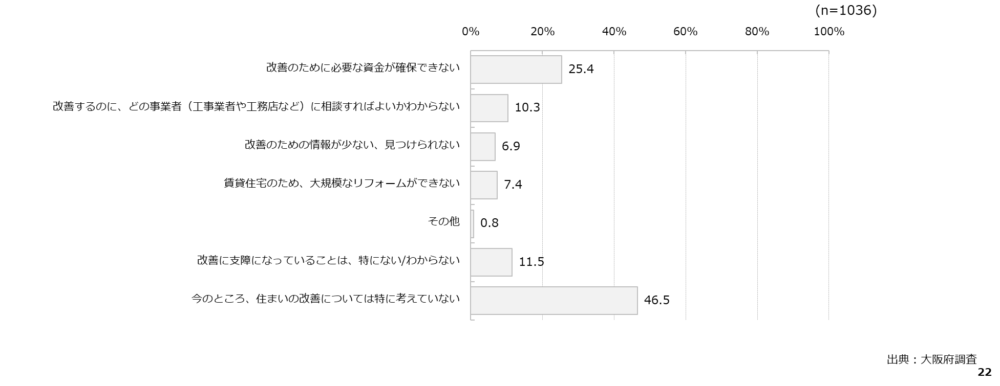 (n=1036)
0% 20% 40% 60% 80% 100%
改善のために必要な資金が確保できない 25.4
改善するのに、どの事業者（工事業者や工務店など）に相談すればよいかわからない 10.3
改善のための情報が少ない、見つけられない 6.9
賃貸住宅のため、大規模なリフォームができない 7.4
その他 0.8
改善に支障になっていることは、特にない/わからない 11.5
今のところ、住まいの改善については特に考えていない 46.5
出典：大阪府調査
22